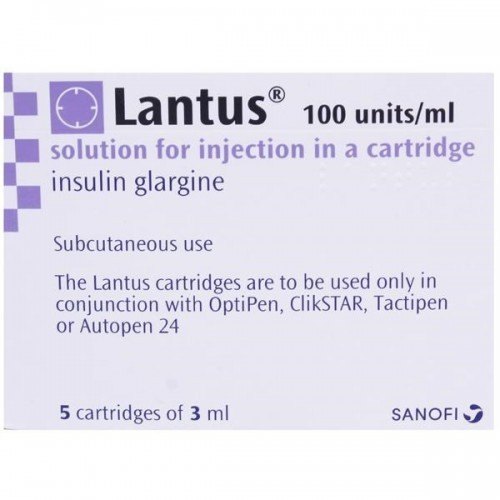 Lantus® 100 units/ml
solution for injection in a cartridge
insulin glargine
Subcutaneous use
The Lantus cartridges are to be used only in
conjunction with OptiPen, ClikSTAR, Tactipen
or Autopen 24
5 cartridges of 3 ml
SANOFI